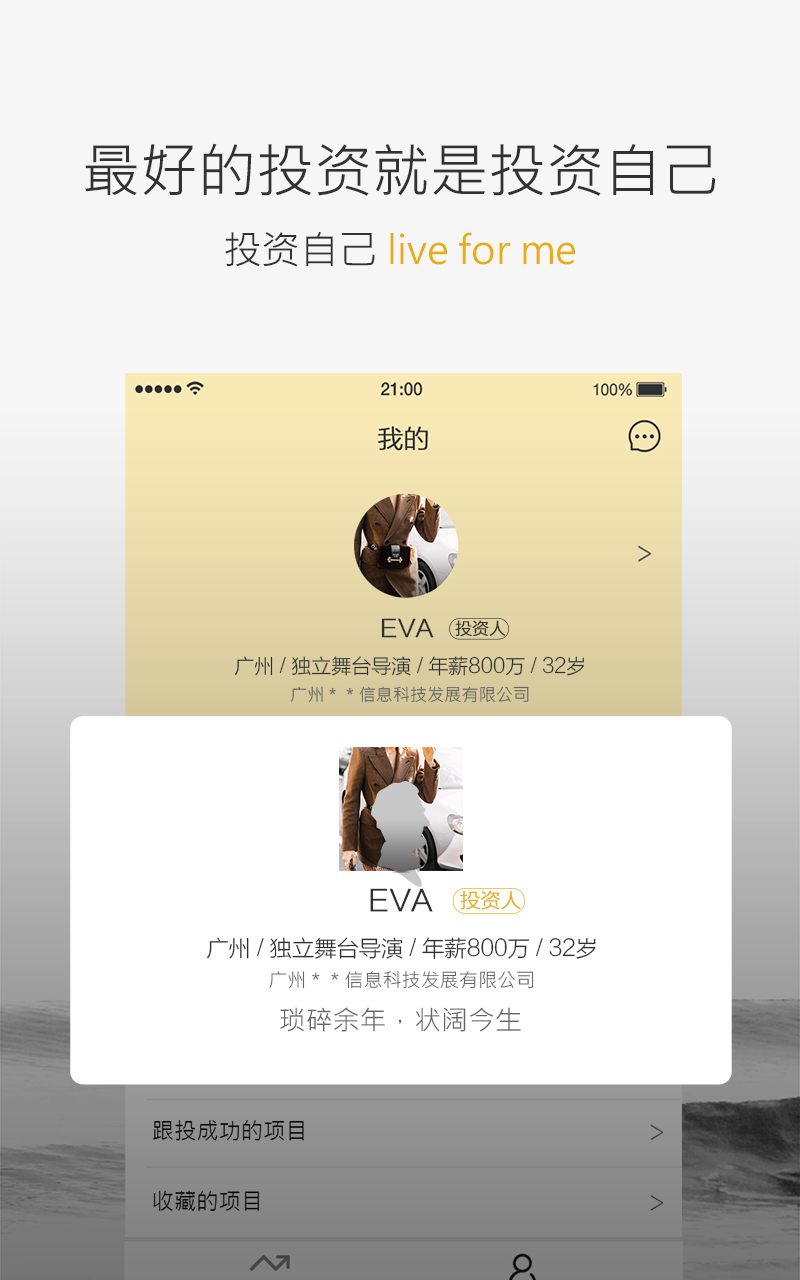 最好的投资就是投资自己
投资自己 live for me
21:00
100%
我的
EVA 投资人
广州 / 独立舞台导演 / 年薪800万 / 32岁
广州＊ ＊信息科技发展有限公司
EVA 投资人
广州 / 独立舞台导演 / 年薪800万 / 32岁
广州＊ ＊信息科技发展有限公司
琐碎余年，状阔今生
跟投成功的项目
收藏的项目